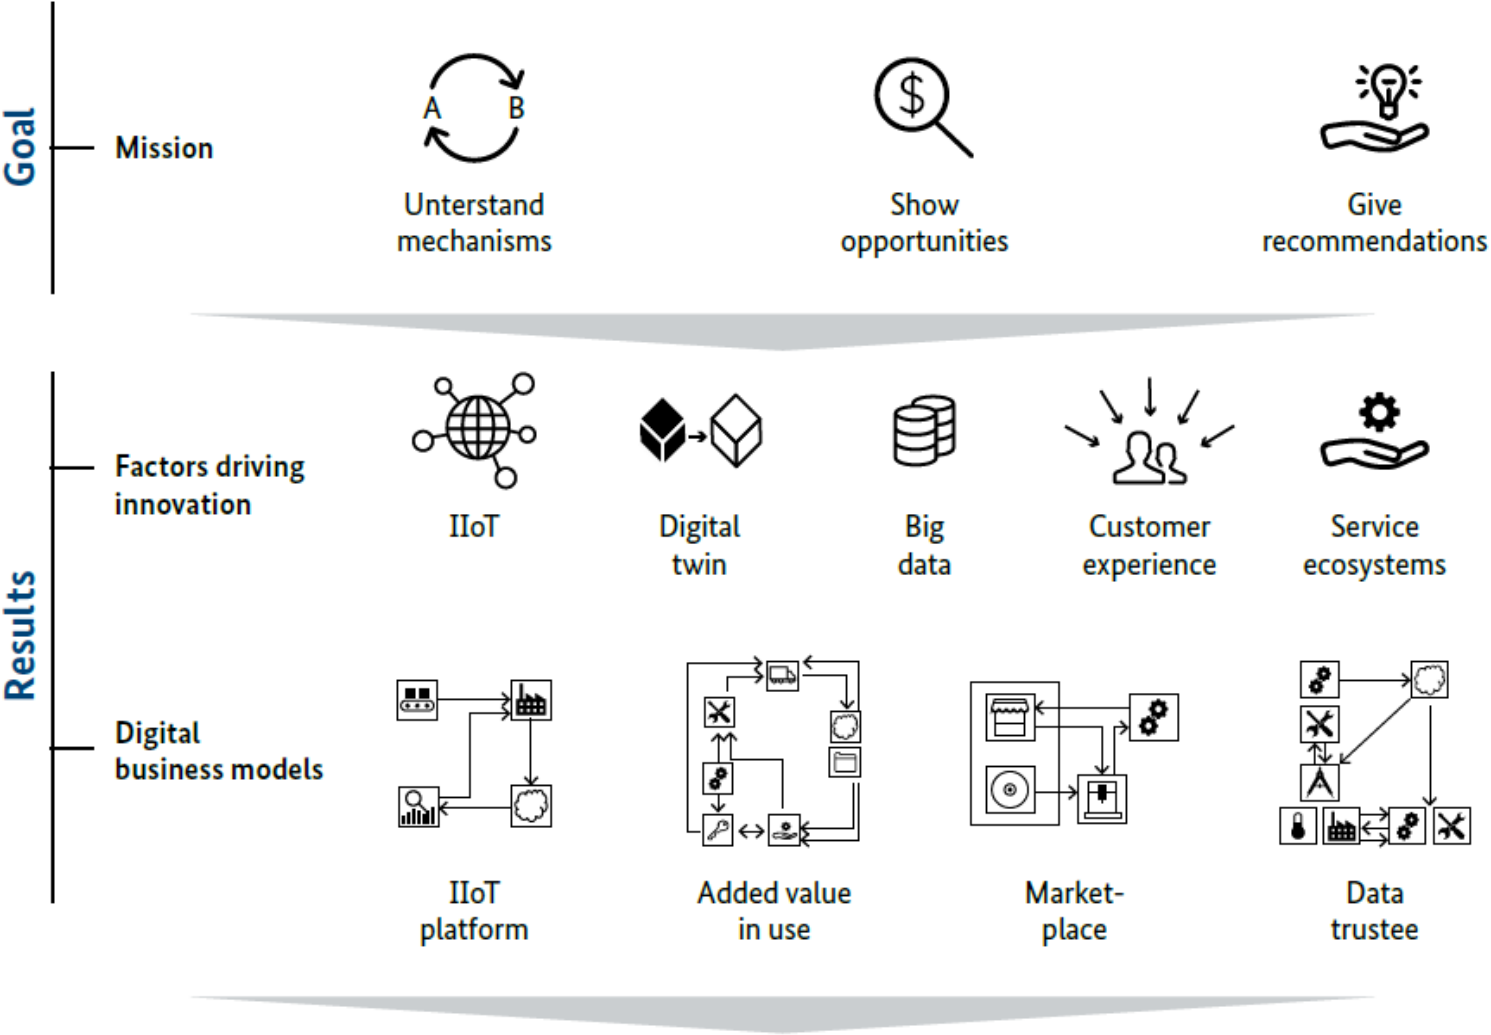 Goal
Mission
A B
$
Unterstand
mechanisms
Show
opportunities
Give
recommendations
Results
Factors driving
innovation
IIoT
Digital
twin
Big
data
Customer
experience
Service
ecosystems
Digital
business models
IIoT
platform
Added value
in use
Market-
place
Data
trustee